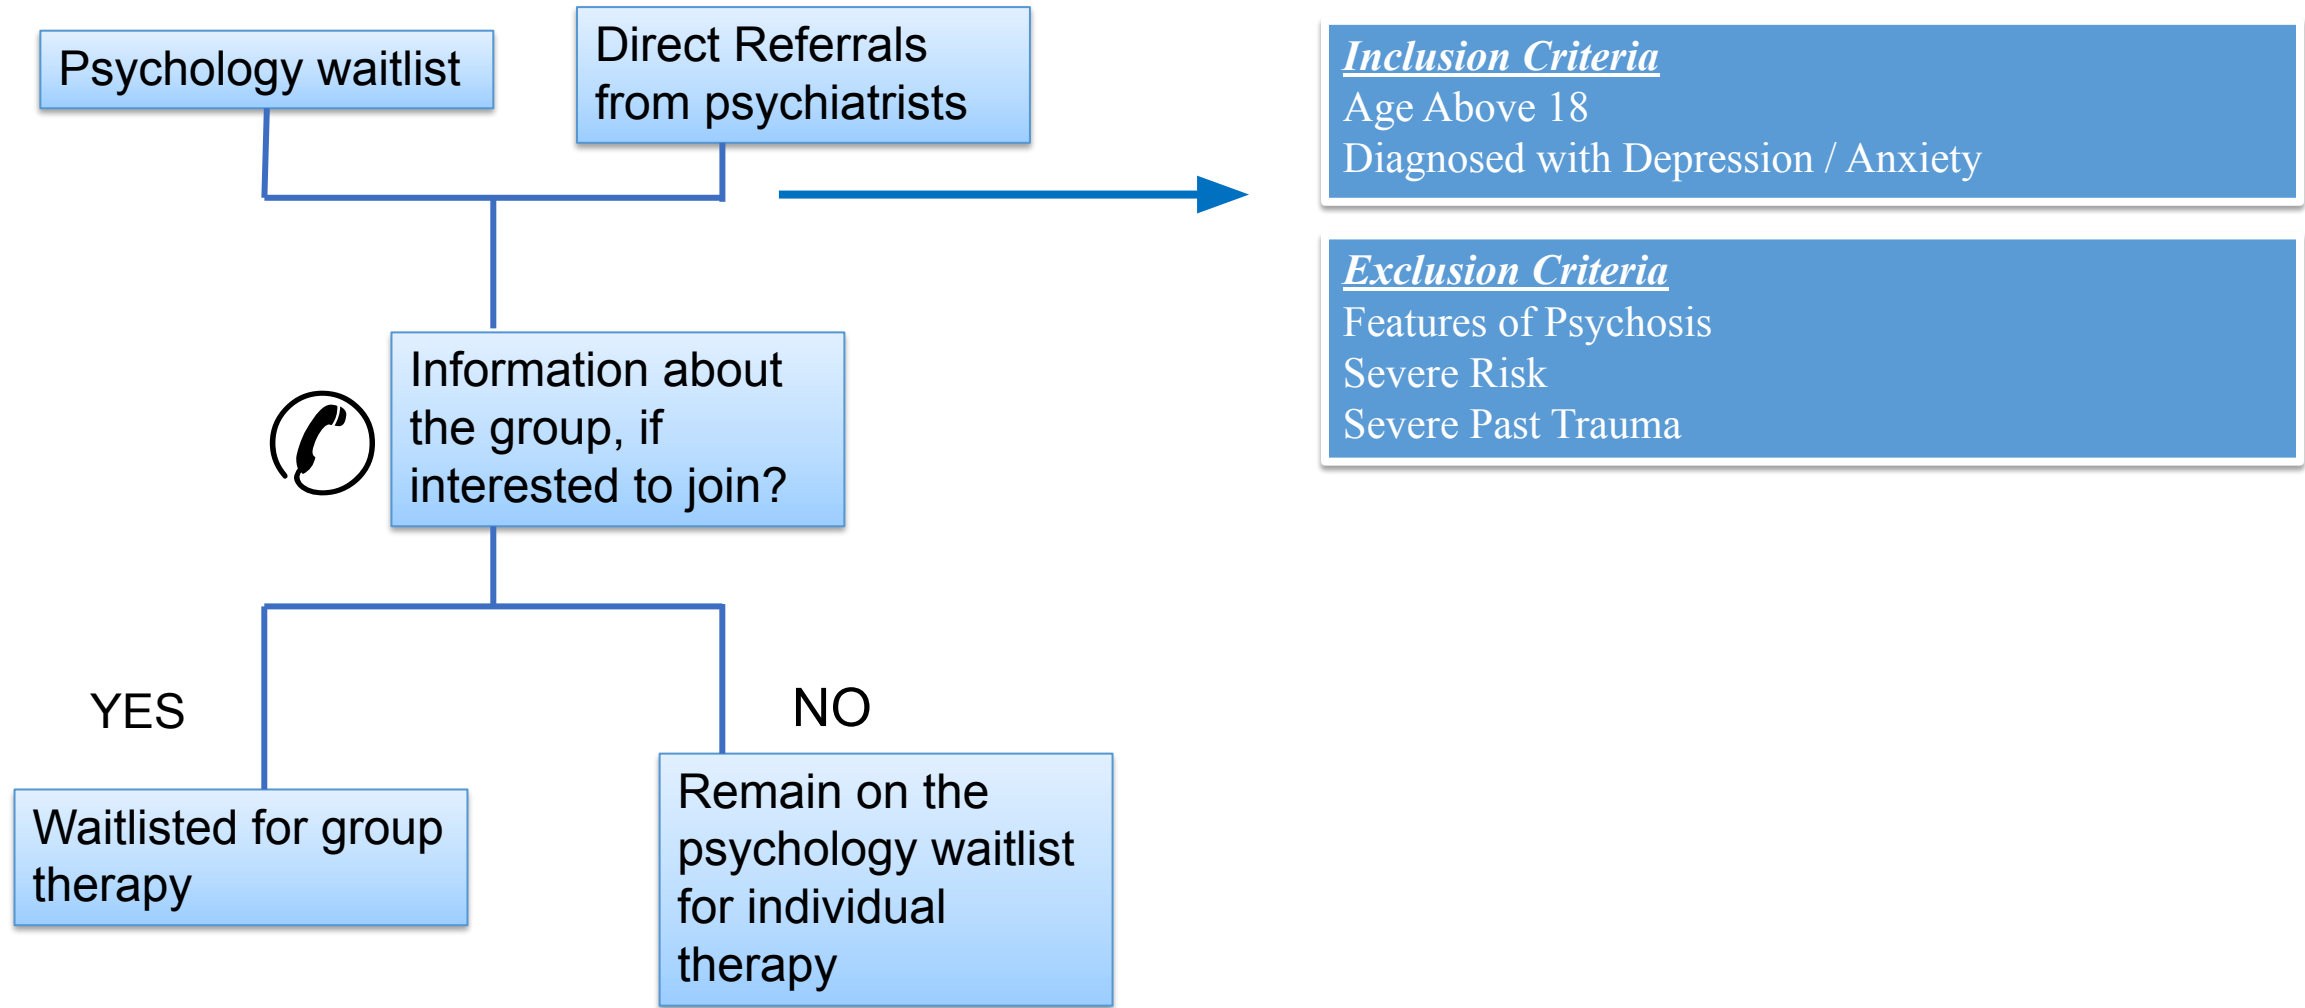 Psychology waitlist
Direct Referrals
from psychiatrists
Inclusion Criteria
Age Above 18
Diagnosed with Depression / Anxiety
Exclusion Criteria
Features of Psychosis
Severe Risk
Severe Past Trauma
Information about
the group, if
interested to join?
YES
NO
Waitlisted for group
therapy
Remain on the
psychology waitlist
for individual
therapy